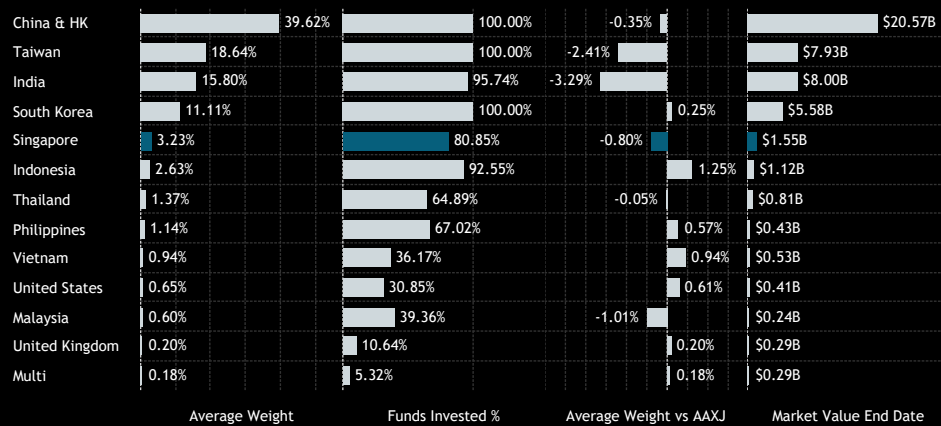 China & HK 39.62% 100.00% -0.35% $20.57B
Taiwan 18.64% 100.00% -2.41% $7.93B
India 15.80% 95.74% -3.29% $8.00B
South Korea 11.11% 100.00% 0.25% $5.58B
Singapore 3.23% 80.85% -0.80% $1.55B
Indonesia 2.63% 92.55% 1.25% $1.12B
Thailand 1.37% 64.89% -0.05% $0.81B
Philippines 1.14% 67.02% 0.57% $0.43B
Vietnam 0.94% 36.17% 0.94% $0.53B
United States 0.65% 30.85% 0.61% $0.41B
Malaysia 0.60% 39.36% -1.01% $0.24B
United Kingdom 0.20% 10.64% 0.20% $0.29B
Multi 0.18% 5.32% 0.18% $0.29B
Average Weight Funds Invested % Average Weight vs AAXJ Market Value End Date